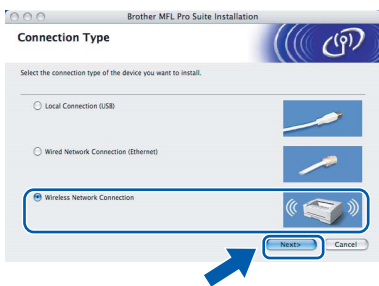 Brother MFL Pro Suite Installation
Connection Type
Select the connection type of the device you want to install.
Local Connection (USB)
Wired Network Connection (Ethernet)
Wireless Network Connection
Next> Cancel